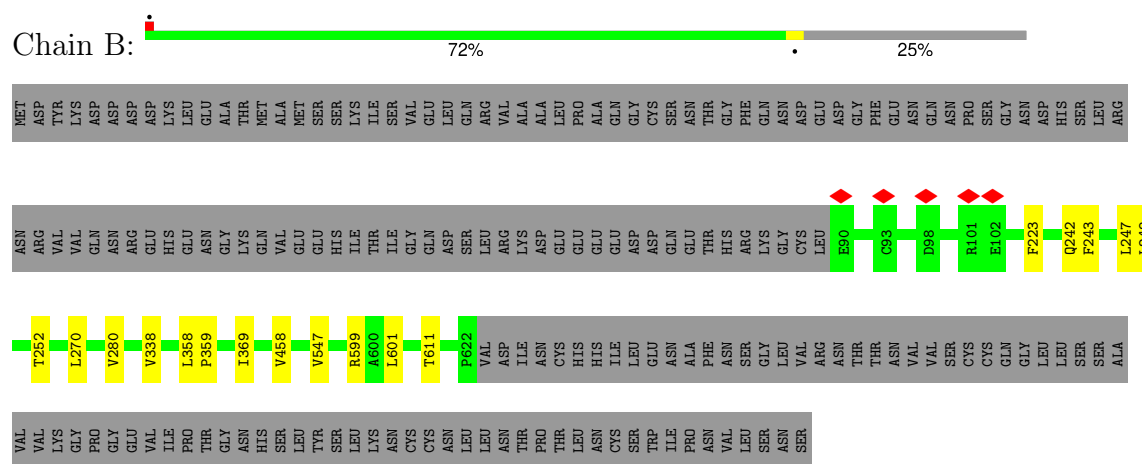 Chain B: • 72% • 25%
MET ASP TYR LYS ASP ASP ASP ASP LYS LEU GLU ALA THR MET ALA MET SER SER LYS ILE SER VAL GLU LEU GLN ARG VAL ALA ALA LEU PRO ALA GLN GLY CYS SER ASN THR GLY PHE GLN ASN ASP GLU ASP GLY PHE GLU ASN GLN ASN PRO SER GLY ASN ASP HIS SER LEU ARG
ASN ARG VAL VAL GLN ASN ARG GLU HIS GLU ASN GLY LYS GLN VAL GLU GLU HIS ILE THR ILE GLY GLN ASP SER LEU ARG LYS ASP GLU GLU GLU GLU ASP ASP GLN GLU THR HIS ARG LYS GLY CYS LEU E90 C93 D98 R101 E102 F223 Q242 F243 L247
T252 L270 V280 V338 L358 P359 I369 V458 V547 R599 A600 L601 T611 P622 VAL ASP ILE ASN CYS HIS HIS ILE LEU GLU ASN ALA PHE ASN SER GLY LEU VAL ARG ASN THR THR ASN VAL VAL SER CYS CYS GLN GLY LEU LEU SER SER ALA
VAL VAL LYS GLY PRO GLY GLU VAL ILE PRO THR GLY ASN HIS SER LEU TYR SER LEU LYS ASN CYS CYS ASN LEU LEU ASN THR PRO THR LEU ASN CYS SER TRP ILE PRO ASN VAL LEU SER ASN SER